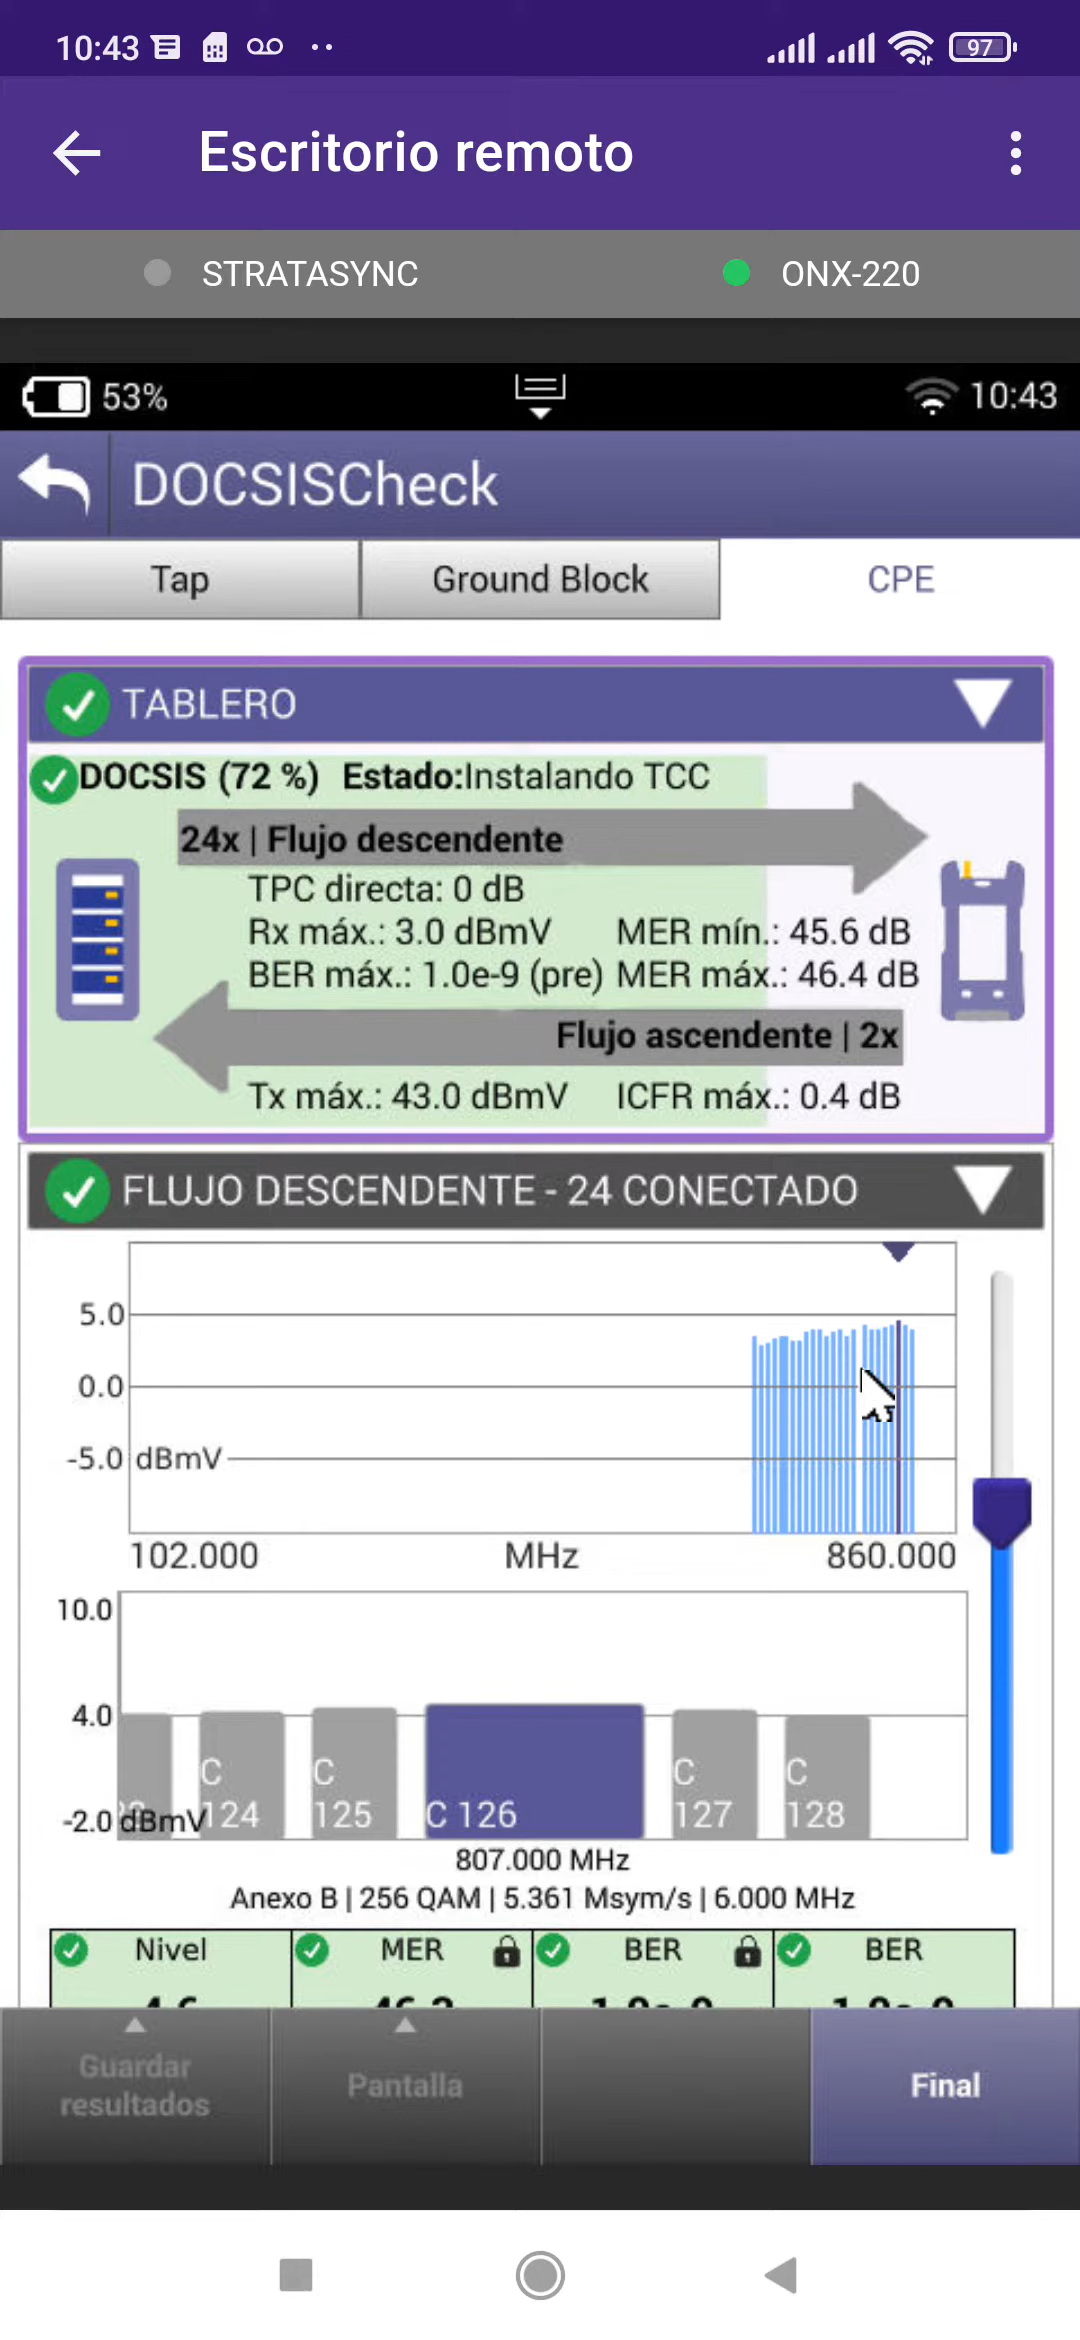 10:43
97
Escritorio remoto
STRATASYNC
ONX-220
53%
10:43
DOCSISCheck
Tap
Ground Block
CPE
TABLERO
DOCSIS (72 %) Estado:Instalando TCC
24x | Flujo descendente
TPC directa: 0 dB
Rx máx.: 3.0 dBmV MER mín.: 45.6 dB
BER máx.: 1.0e-9 (pre) MER máx.: 46.4 dB
Flujo ascendente | 2x
Tx máx.: 43.0 dBmV ICFR máx.: 0.4 dB
FLUJO DESCENDENTE - 24 CONECTADO
5.0
0.0
-5.0 dBmV
102.000 MHz 860.000
10.0
4.0
-2.0 dBmV
C 124
C 125
C 126
C 127
C 128
807.000 MHz
Anexo B | 256 QAM | 5.361 Msym/s | 6.000 MHz
Nivel MER BER BER
Guardar resultados
Pantalla
Final